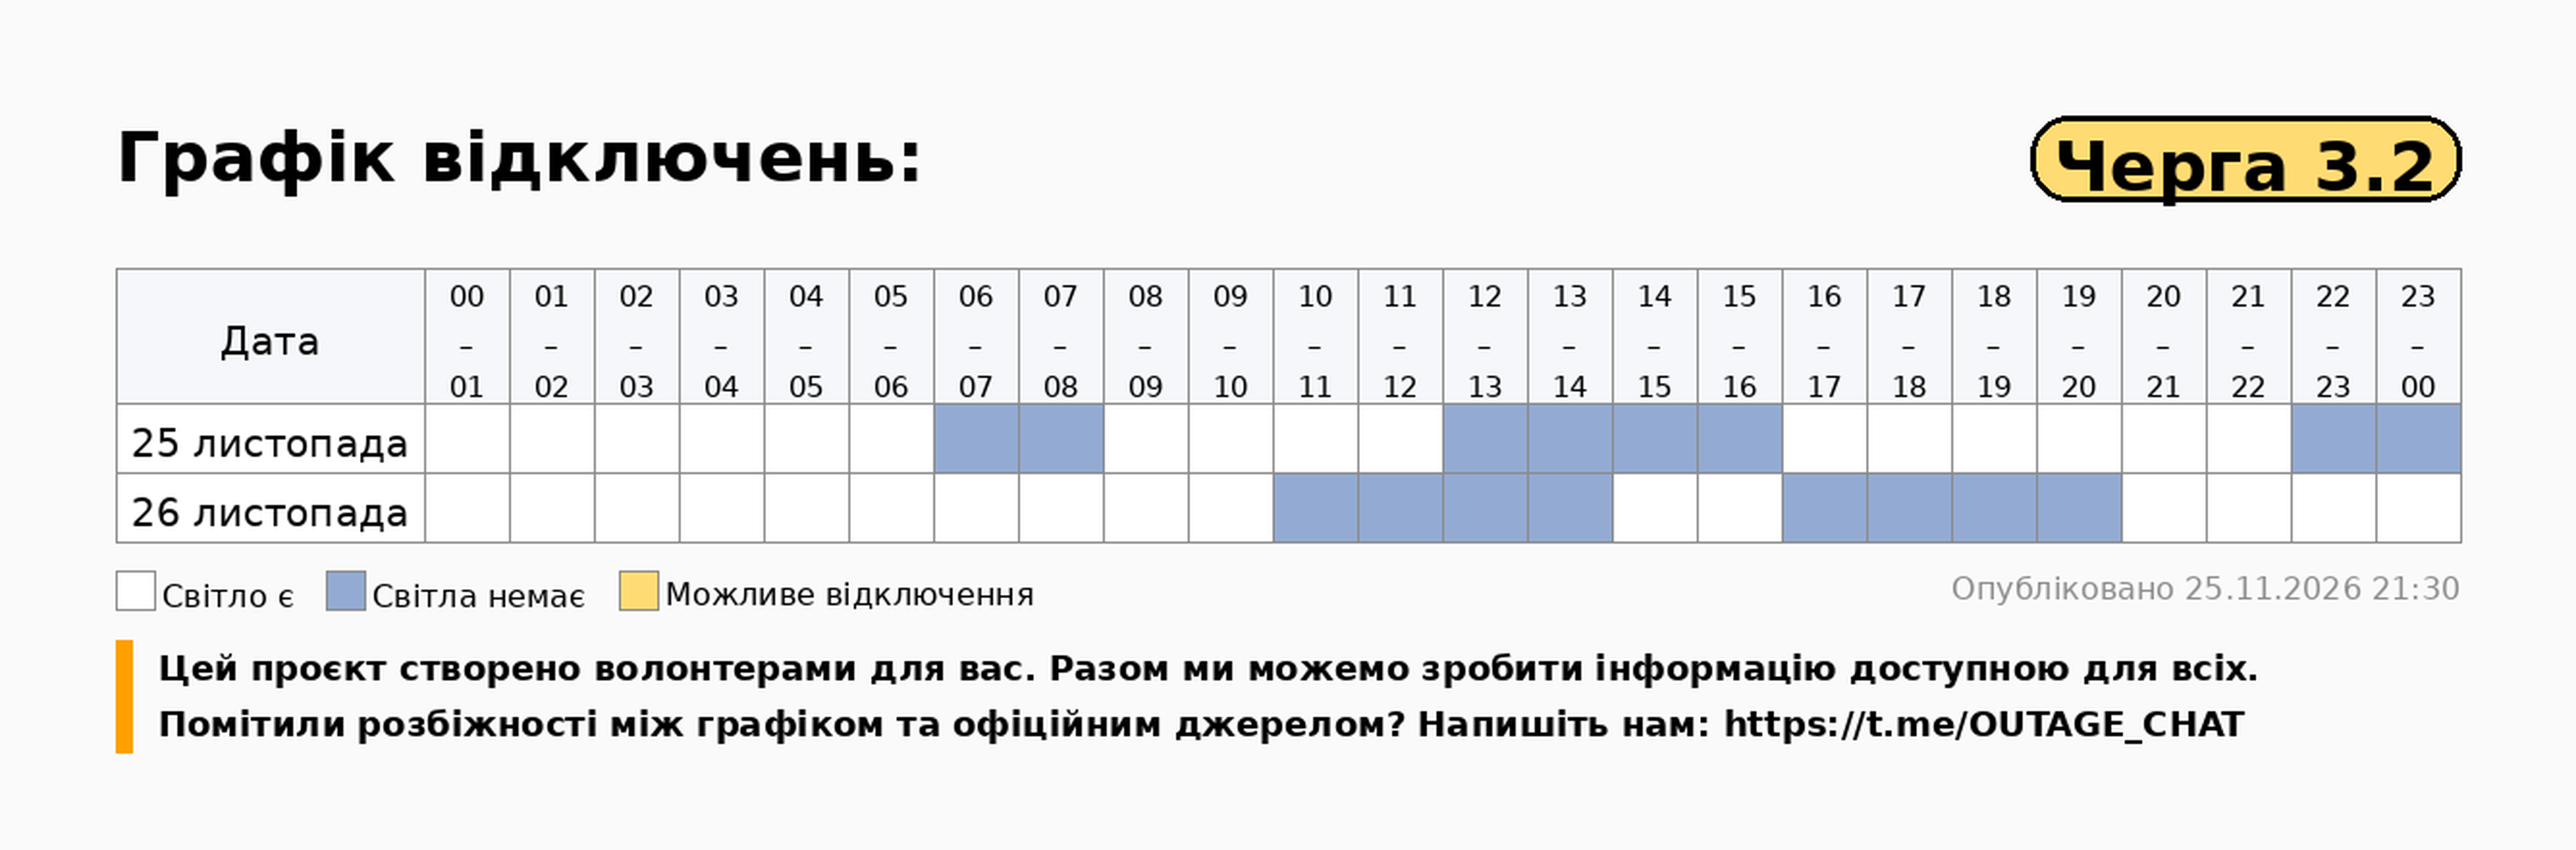 Графік відключень:
Черга 3.2
Дата 00 – 01 01 – 02 02 – 03 03 – 04 04 – 05 05 – 06 06 – 07 07 – 08 08 – 09 09 – 10 10 – 11 11 – 12 12 – 13 13 – 14 14 – 15 15 – 16 16 – 17 17 – 18 18 – 19 19 – 20 20 – 21 21 – 22 22 – 23 23 – 00
25 листопада
26 листопада
Світло є Світла немає Можливе відключення
Опубліковано 25.11.2026 21:30
Цей проєкт створено волонтерами для вас. Разом ми можемо зробити інформацію доступною для всіх.
Помітили розбіжності між графіком та офіційним джерелом? Напишіть нам: https://t.me/OUTAGE_CHAT